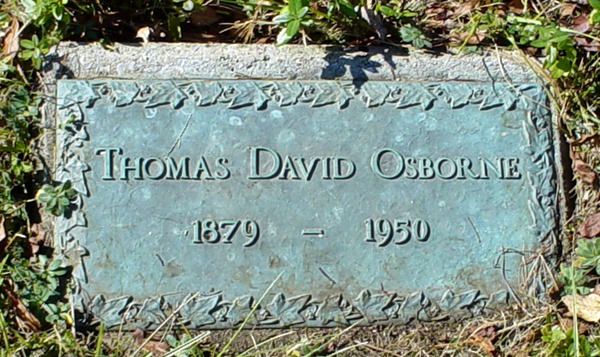 Thomas David Osborne
1879 – 1950